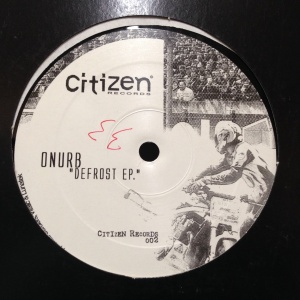 Citizen®
RECORDS
ONURB
"DEFROST EP."
CITIZEN RECORDS
002